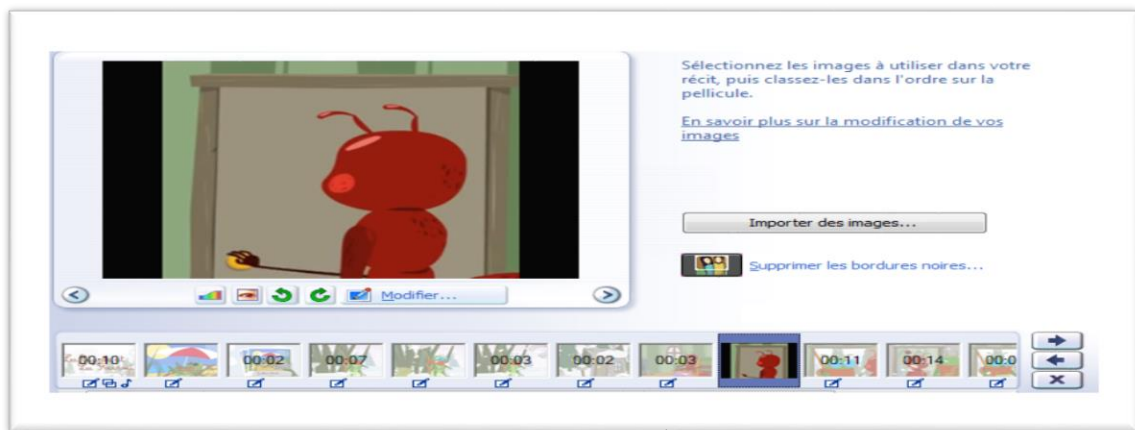 Sélectionnez les images à utiliser dans votre
récit, puis classez-les dans l'ordre sur la
pellicule.
En savoir plus sur la modification de vos
images
Importer des images...
Supprimer les bordures noires...
Modifier...
00:10
00:02
00:07
00:03
00:02
00:03
00:11
00:14
00:0